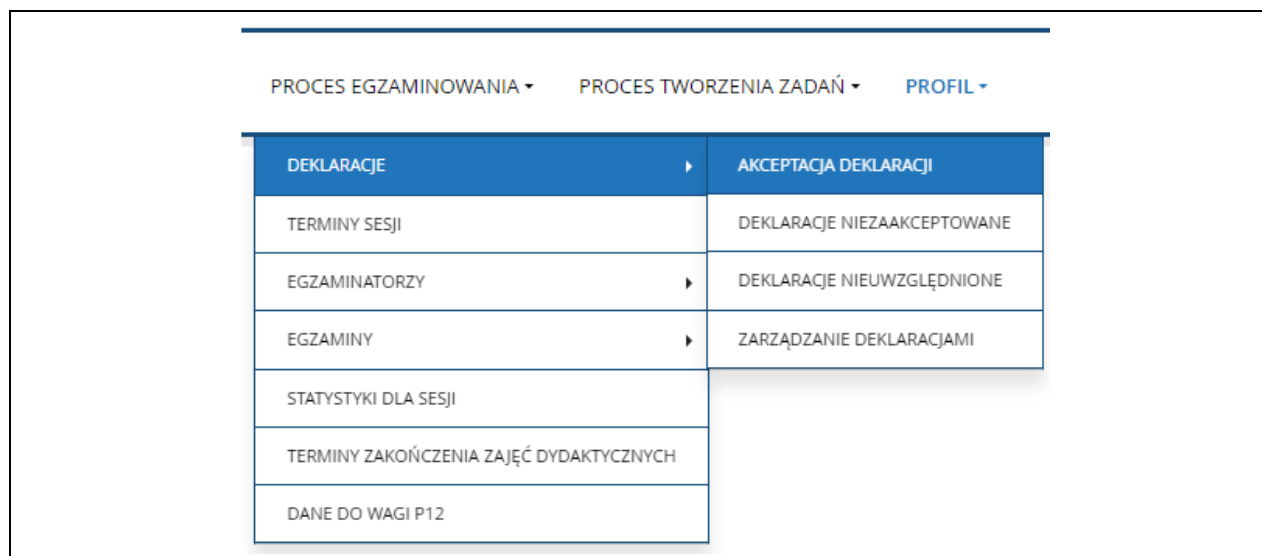 PROCES EGZAMINOWANIA PROCES TWORZENIA ZADAŃ PROFIL
DEKLARACJE
TERMINY SESJI
EGZAMINATORZY
EGZAMINY
STATYSTYKI DLA SESJI
TERMINY ZAKOŃCZENIA ZAJĘĆ DYDAKTYCZNYCH
DANE DO WAGI P12
AKCEPTACJA DEKLARACJI
DEKLARACJE NIEZAAKCEPTOWANE
DEKLARACJE NIEUWZGLĘDNIONE
ZARZĄDZANIE DEKLARACJAMI